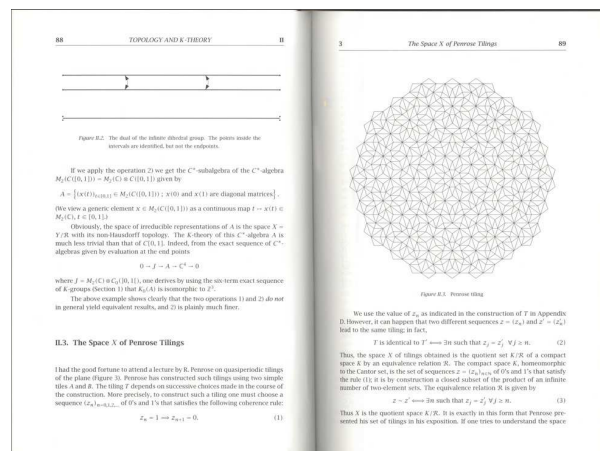 88 TOPOLOGY AND K-THEORY II
Figure II.2. The dual of the infinite dihedral group. The points inside the
intervals are identified, but not the endpoints.
If we apply the operation 2) we get the C*-subalgebra of the C*-algebra
M₂(C([0, 1])) = M₂(C) ⊗ C([0, 1]) given by
A = {(x(t))t∈[0,1] ∈ M₂(C([0, 1])) ; x(0) and x(1) are diagonal matrices} .
(We view a generic element x ∈ M₂(C([0, 1])) as a continuous map t → x(t) ∈
M₂(C), t ∈ [0, 1].)
Obviously, the space of irreducible representations of A is the space X =
Y/R with its non-Hausdorff topology. The K-theory of this C*-algebra A is
much less trivial than that of C[0, 1]. Indeed, from the exact sequence of C*-
algebras given by evaluation at the end points
0 → J → A → C⁴ → 0
where J = M₂(C) ⊗ C₀(]0, 1[), one derives by using the six-term exact sequence
of K-groups (Section 1) that K₀(A) is isomorphic to Z³.
The above example shows clearly that the two operations 1) and 2) do not
in general yield equivalent results, and 2) is plainly much finer.
II.3. The Space X of Penrose Tilings
I had the good fortune to attend a lecture by R. Penrose on quasiperiodic tilings
of the plane (Figure 3). Penrose has constructed such tilings using two simple
tiles A and B. The tiling T depends on successive choices made in the course of
the construction. More precisely, to construct such a tiling one must choose a
sequence (zₙ)ₙ₌₀,₁,₂,... of 0's and 1's that satisfies the following coherence rule:
zₙ = 1 ⟹ zₙ₊₁ = 0. (1)
3 The Space X of Penrose Tilings 89
Figure II.3. Penrose tiling
We use the value of zₙ as indicated in the construction of T in Appendix
D. However, it can happen that two different sequences z = (zₙ) and z' = (z'ₙ)
lead to the same tiling; in fact,
T is identical to T' ⟺ ∃n such that zⱼ = z'ⱼ ∀j ≥ n. (2)
Thus, the space X of tilings obtained is the quotient set K/R of a compact
space K by an equivalence relation R. The compact space K, homeomorphic
to the Cantor set, is the set of sequences z = (zₙ)ₙ∈N of 0's and 1's that satisfy
the rule (1); it is by construction a closed subset of the product of an infinite
number of two-element sets. The equivalence relation R is given by
z ~ z' ⟺ ∃n such that zⱼ = z'ⱼ ∀j ≥ n. (3)
Thus X is the quotient space K/R. It is exactly in this form that Penrose pre-
sented his set of tilings in his exposition. If one tries to understand the space